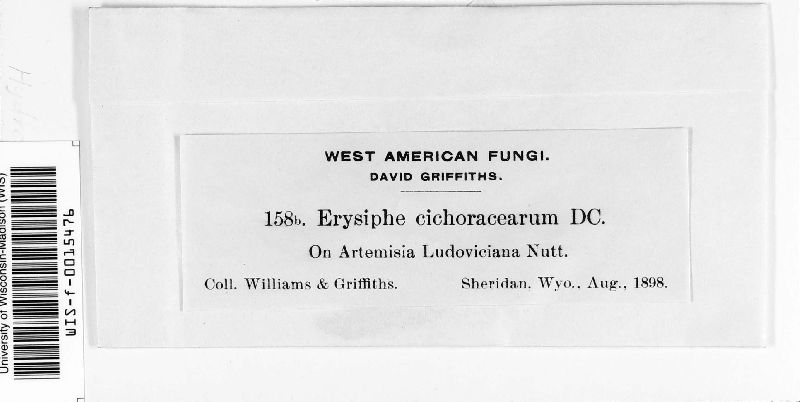 WEST AMERICAN FUNGI.
DAVID GRIFFITHS.
158b. Erysiphe cichoracearum DC.
On Artemisia Ludoviciana Nutt.
Coll. Williams & Griffiths. Sheridan, Wyo., Aug., 1898.
University of Wisconsin-Madison (WIS)
WIS-f-0015476